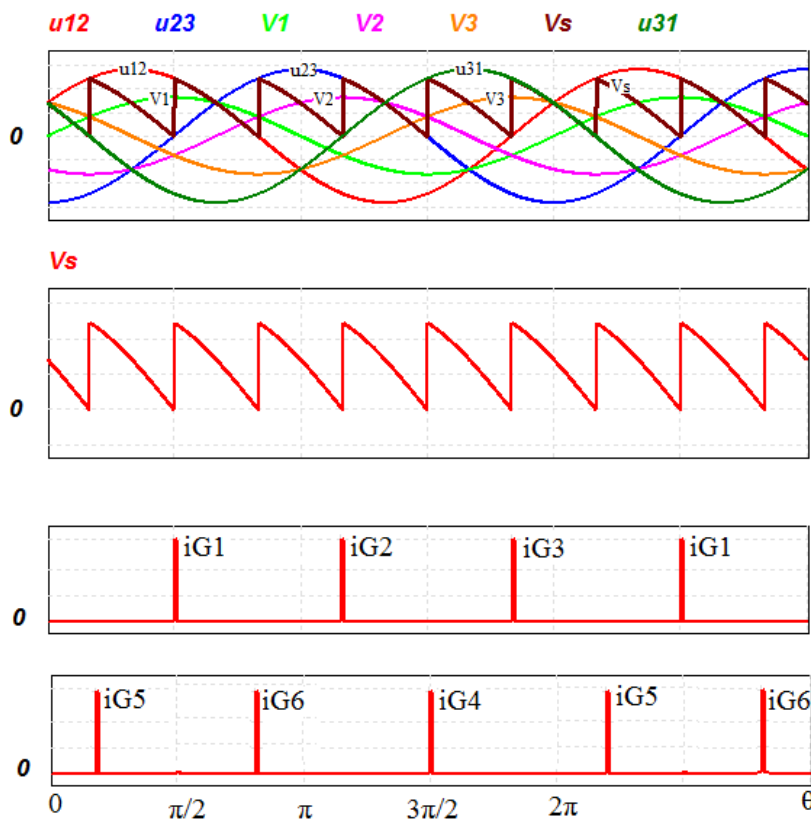 u12 u23 V1 V2 V3 Vs u31
u12 u23 u31
V1 V2 V3 Vs
0
Vs
0
iG1 iG2 iG3 iG1
0
iG5 iG6 iG4 iG5 iG6
0
0 π/2 π 3π/2 2π θ